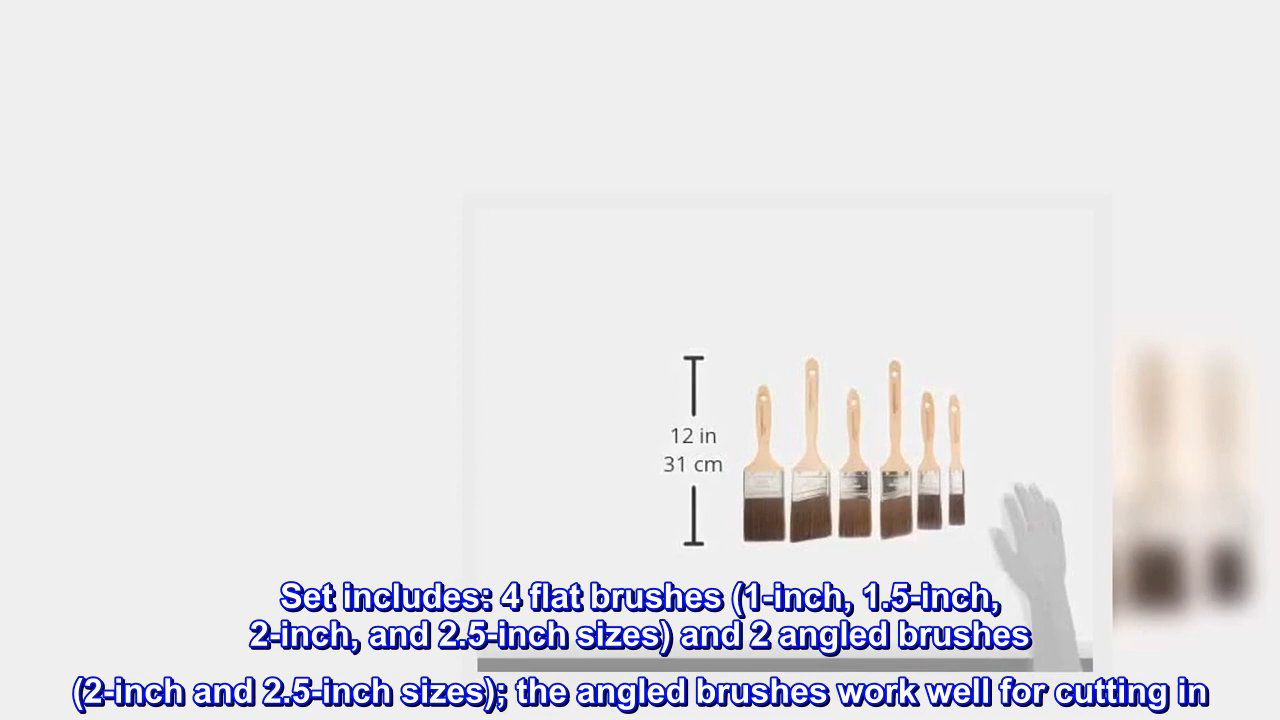 12 in
31 cm
Set includes: 4 flat brushes (1-inch, 1.5-inch,
2-inch, and 2.5-inch sizes) and 2 angled brushes
(2-inch and 2.5-inch sizes); the angled brushes work well for cutting in